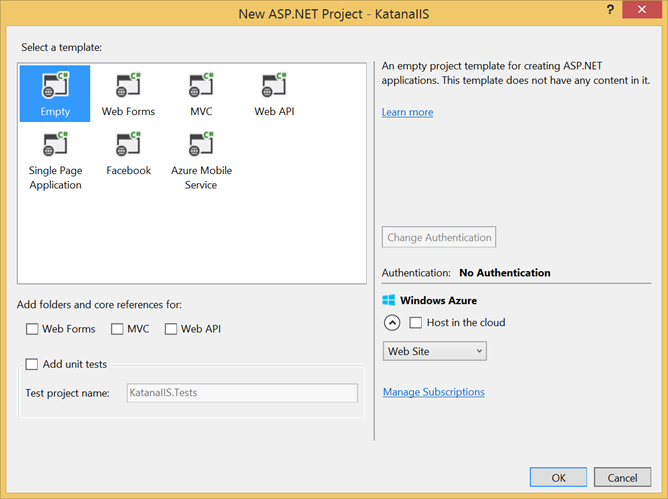 New ASP.NET Project - KatanaIIS
?
Select a template:
Empty
Web Forms
MVC
Web API
Single Page
Application
Facebook
Azure Mobile
Service
An empty project template for creating ASP.NET
applications. This template does not have any content in it.
Learn more
Change Authentication
Authentication: No Authentication
Windows Azure
Host in the cloud
Web Site
Manage Subscriptions
Add folders and core references for:
Web Forms
MVC
Web API
Add unit tests
Test project name:
KatanaIIS.Tests
OK
Cancel